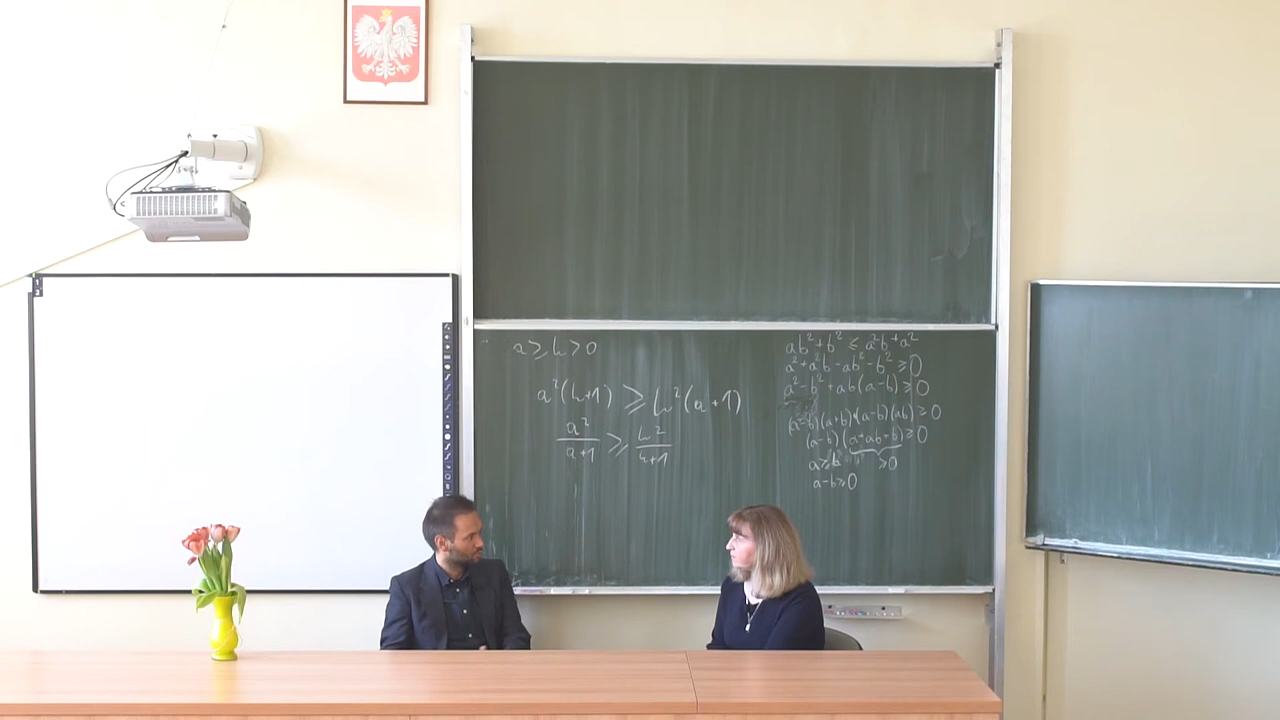 a ⩾ b > 0
a²(b+1) ⩾ b²(a+1)
a²/(a+1) ⩾ b²/(b+1)
ab² + b² ≤ a²b + a²
a² + a²b - ab² - b² ⩾ 0
a² - b² + ab(a-b) ⩾ 0
(a-b)(a+b)+(a-b)(ab) ⩾ 0
(a-b)(a+ab+b) ⩾ 0
a ⩾ b ⩾ 0
a-b ⩾ 0